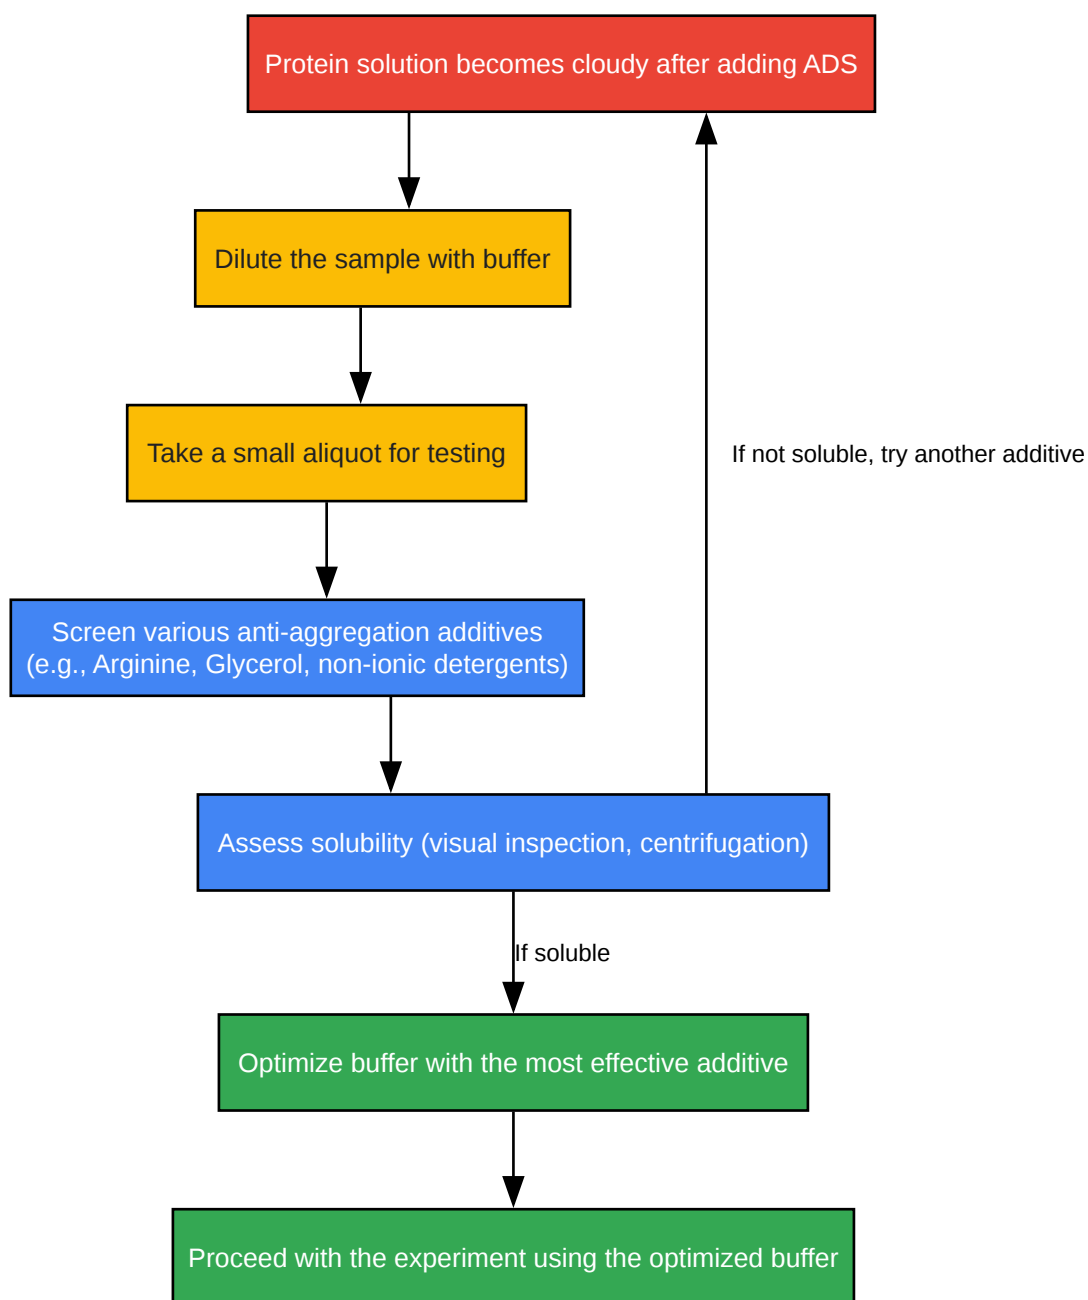 Protein solution becomes cloudy after adding ADS
Dilute the sample with buffer
Take a small aliquot for testing
If not soluble, try another additive
Screen various anti-aggregation additives
(e.g., Arginine, Glycerol, non-ionic detergents)
Assess solubility (visual inspection, centrifugation)
If soluble
Optimize buffer with the most effective additive
Proceed with the experiment using the optimized buffer